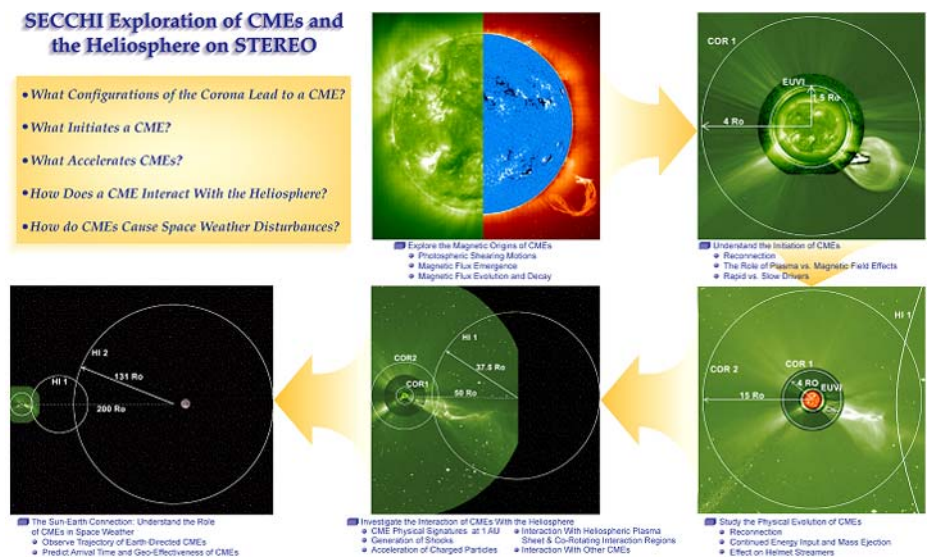 SECCHI Exploration of CMEs and
the Heliosphere on STEREO
• What Configurations of the Corona Lead to a CME?
• What Initiates a CME?
• What Accelerates CMEs?
• How Does a CME Interact With the Heliosphere?
• How do CMEs Cause Space Weather Disturbances?
Explore the Magnetic Origins of CMEs
Photospheric Shearing Motions
Magnetic Flux Emergence
Magnetic Flux Evolution and Decay
COR 1
EUVI
1.5 Ro
4 Ro
Understand the Initiation of CMEs
Reconnection
The Role of Plasma vs. Magnetic Field Effects
Rapid vs. Slow Drivers
HI 1
COR 2
COR 1
4 RO
EUVI
15 Ro
Study the Physical Evolution of CMEs
Reconnection
Continued Energy Input and Mass Ejection
Effect on Helmet Streamers
HI 1
COR2
37.5 Ro
COR1
50 Ro
Investigate the Interaction of CMEs With the Heliosphere
CME Physical Signatures at 1 AU
Generation of Shocks
Acceleration of Charged Particles
Interaction With Heliospheric Plasma
Sheet & Co-Rotating Interaction Regions
Interaction With Other CMEs
HI 2
131 Ro
HI 1
200 Ro
The Sun-Earth Connection: Understand the Role
of CMEs in Space Weather
Observe Trajectory of Earth-Directed CMEs
Predict Arrival Time and Geo-Effectiveness of CMEs